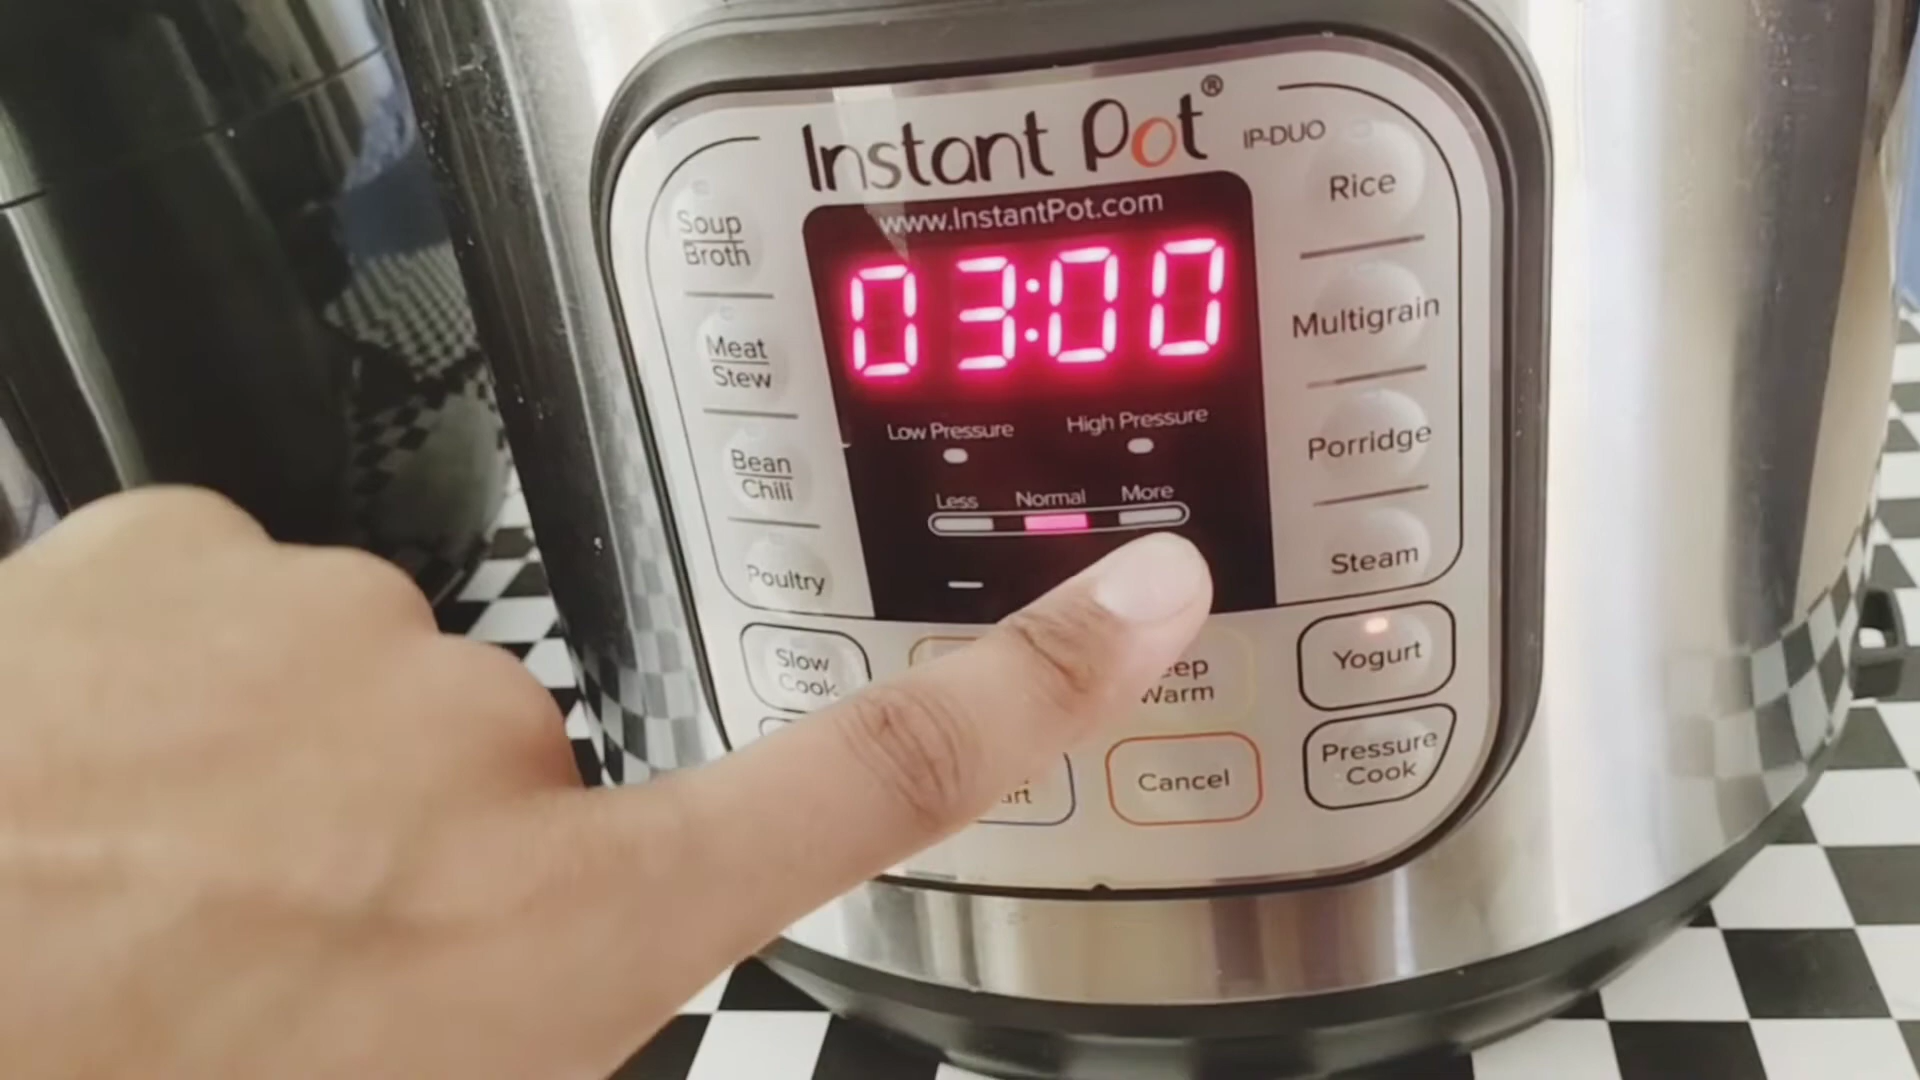 Instant Pot®
IP-DUO
www.InstantPot.com
03:00
Soup
Broth
Meat
Stew
Bean
Chili
Poultry
Rice
Multigrain
Porridge
Steam
Low Pressure
High Pressure
Less
Normal
More
Slow
Cook
Warm
Yogurt
Cancel
Pressure
Cook